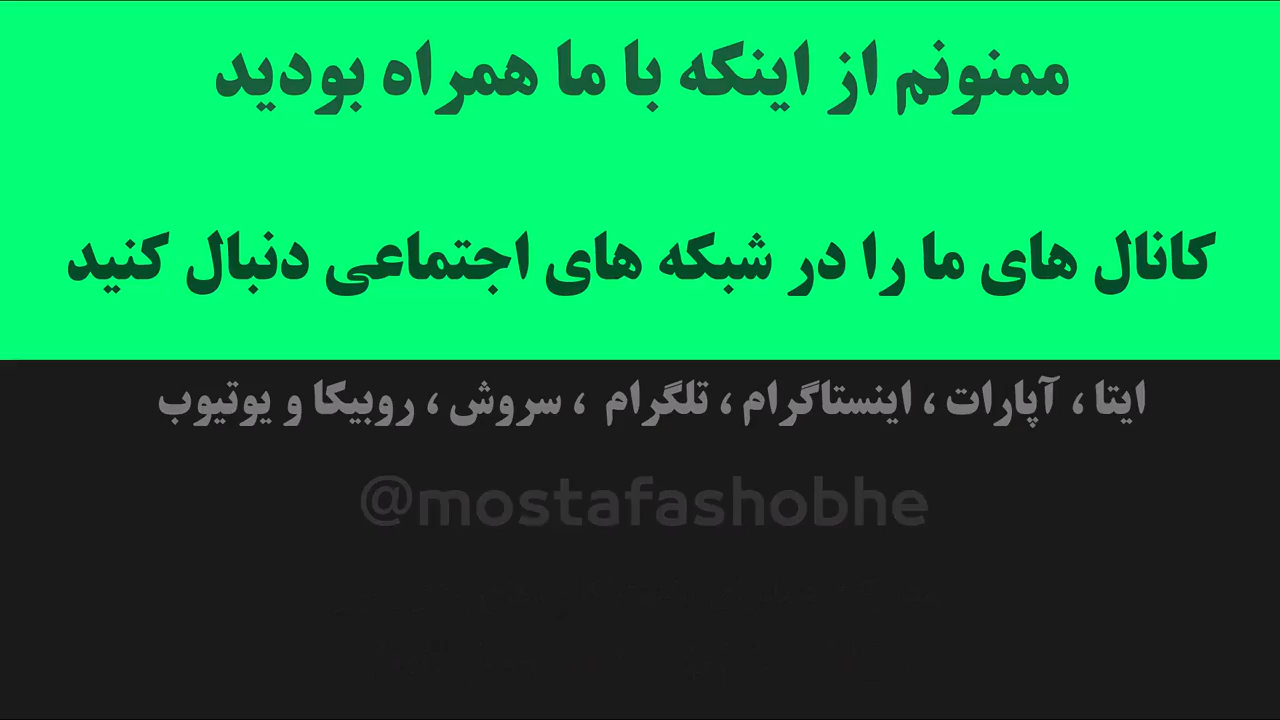 ممنونم از اینکه با ما همراه بودید
کانال های ما را در شبکه های اجتماعی دنبال کنید
ایتا ، آپارات ، اینستاگرام ، تلگرام ، سروش ، روبیکا و یوتیوب
@mostafashobhe